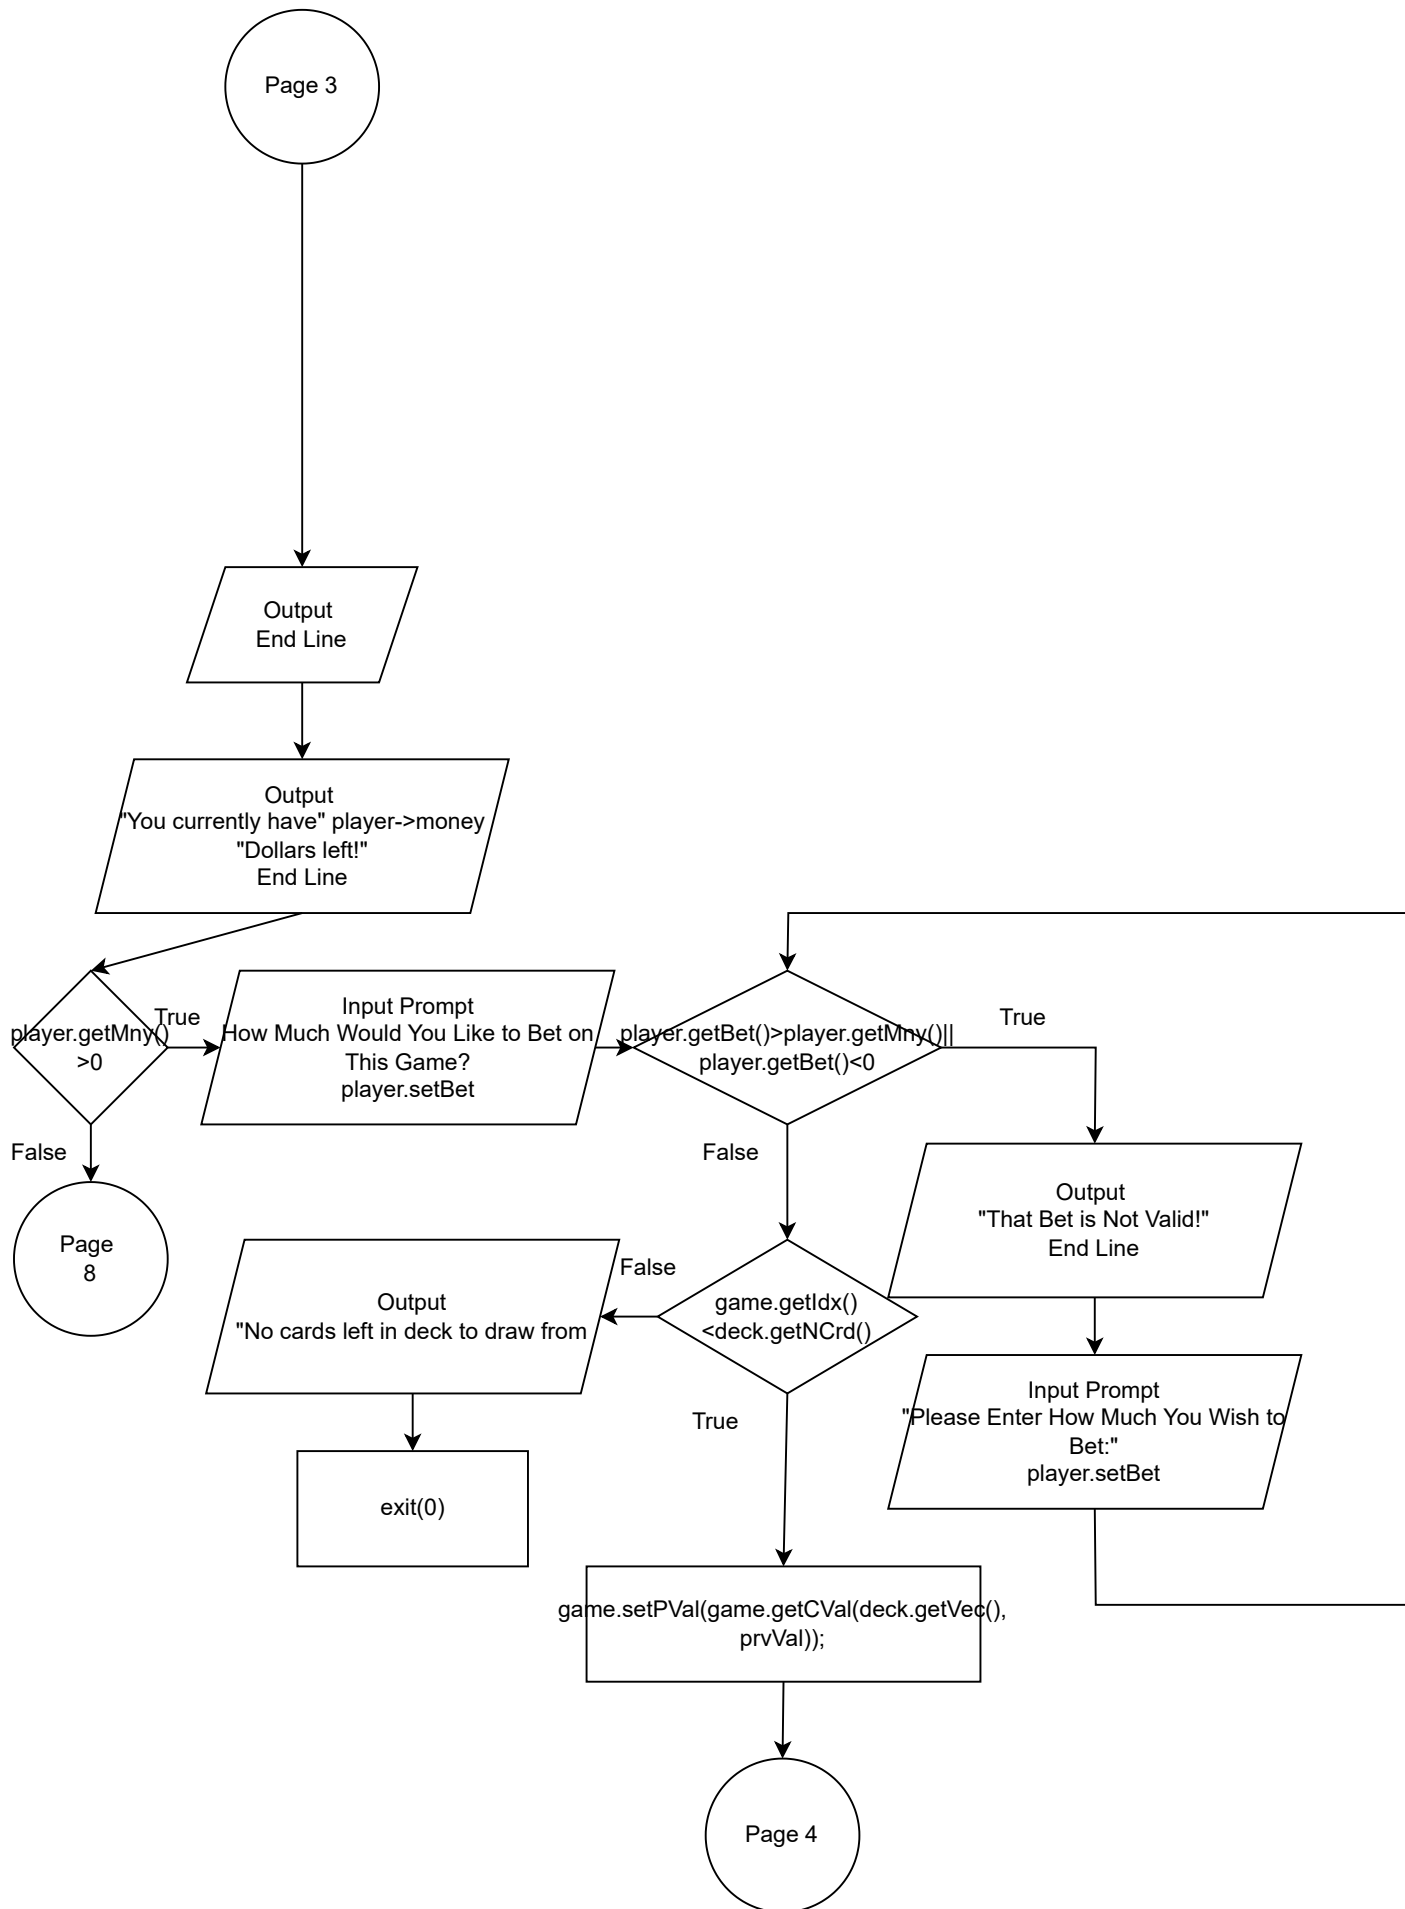 Page 3
Output
End Line
Output
"You currently have" player->money
"Dollars left!"
End Line
player.getMny()
>0
True
False
Page
8
Input Prompt
How Much Would You Like to Bet on
This Game?
player.setBet
player.getBet()>player.getMny()||
player.getBet()<0
True
False
Output
"That Bet is Not Valid!"
End Line
Input Prompt
"Please Enter How Much You Wish to
Bet:"
player.setBet
game.getIdx()
<deck.getNCrd()
False
Output
"No cards left in deck to draw from
exit(0)
True
game.setPVal(game.getCVal(deck.getVec(),
prvVal));
Page 4